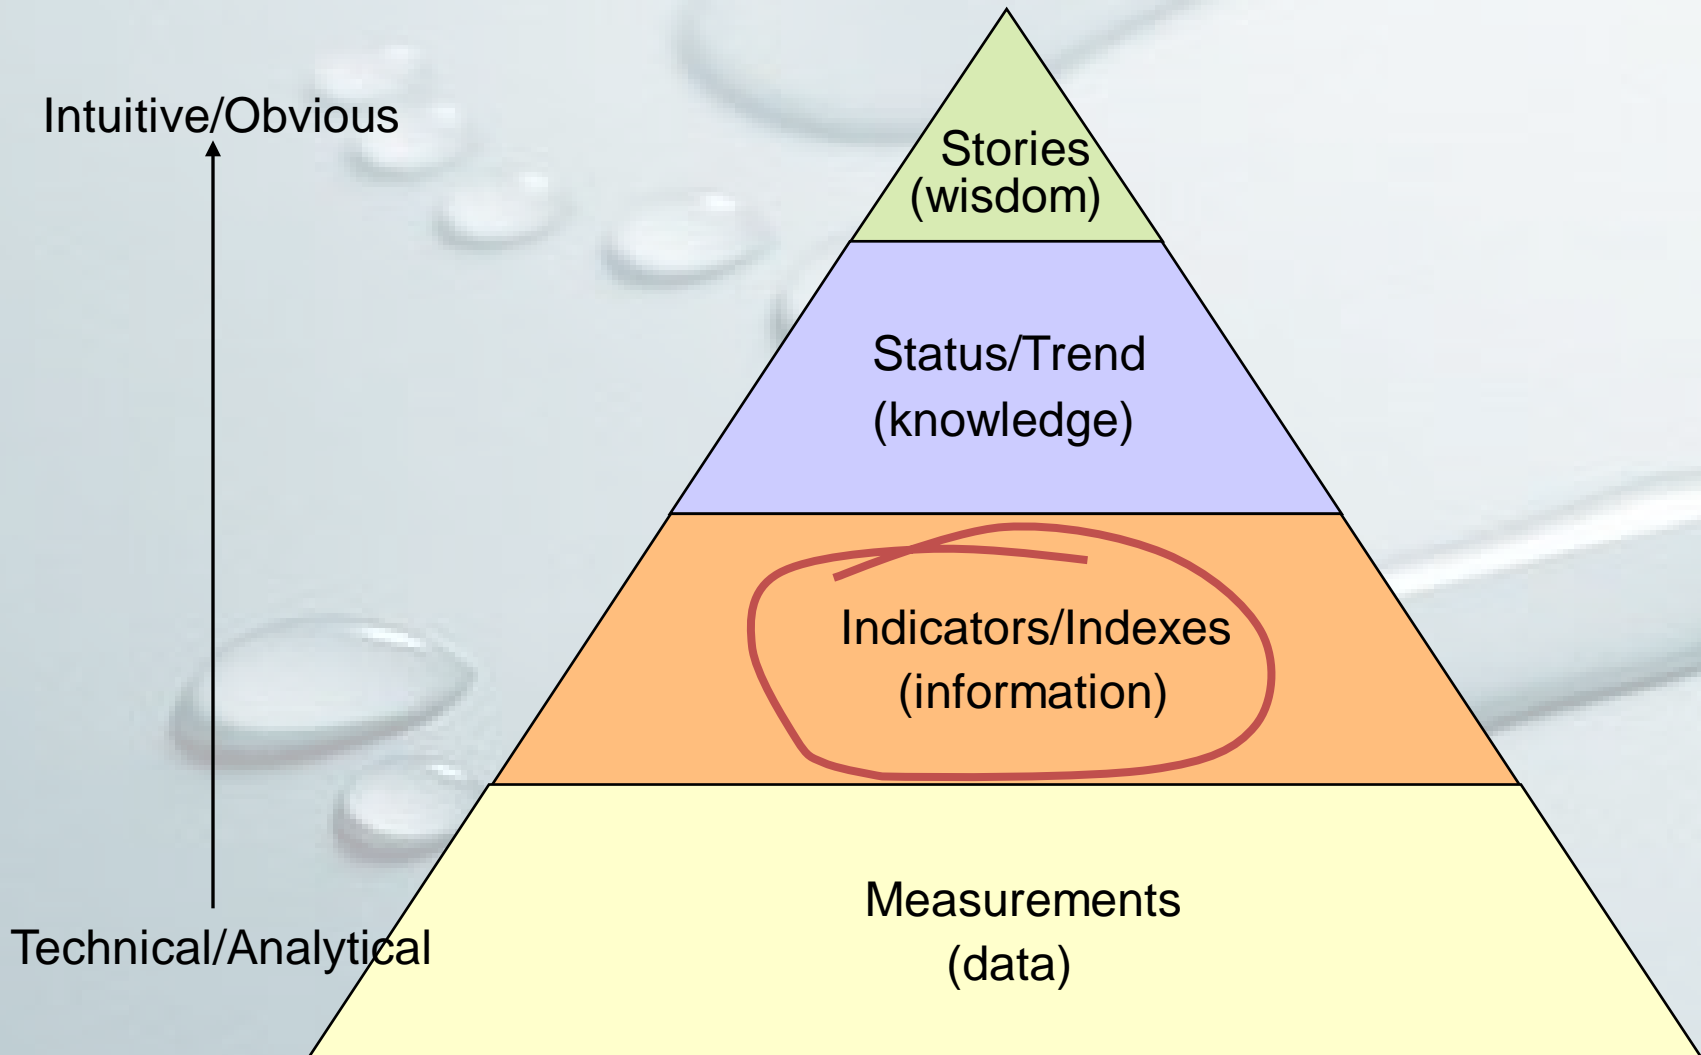 Intuitive/Obvious
Stories
(wisdom)
Status/Trend
(knowledge)
Indicators/Indexes
(information)
Measurements
(data)
Technical/Analytical